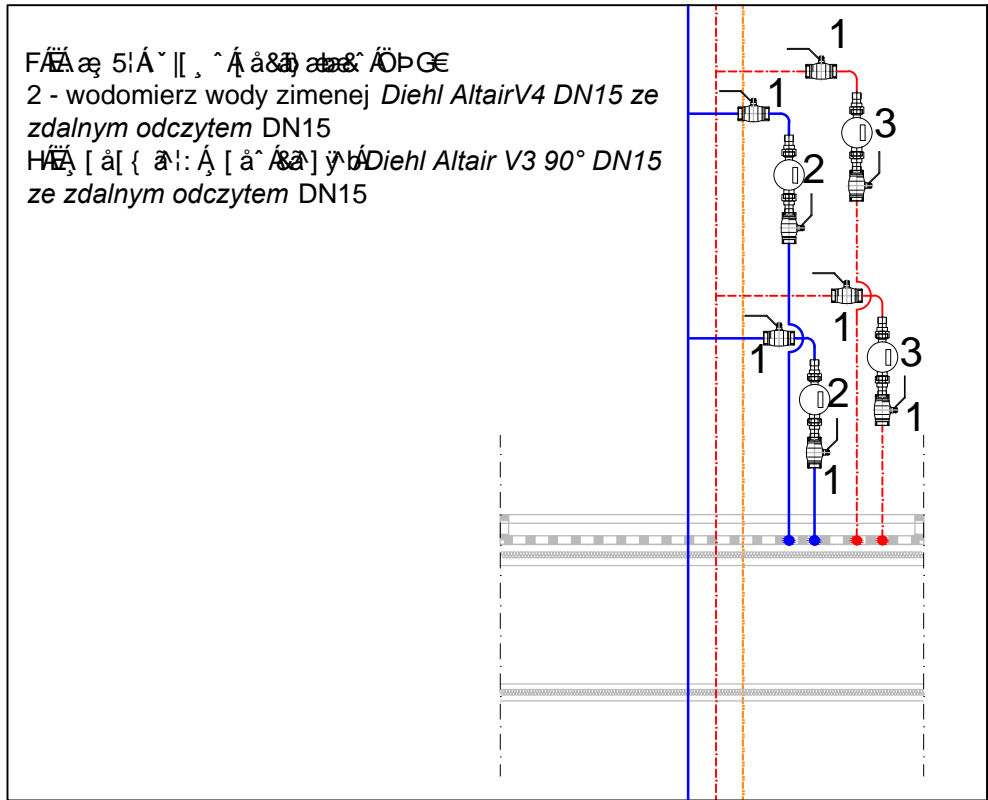 2 - wodomierz wody zimenej Diehl AltairV4 DN15 ze
zdalnym odczytem DN15
Diehl Altair V3 90° DN15
ze zdalnym odczytem DN15
1
1
3
2
1
1
3
2
1
1